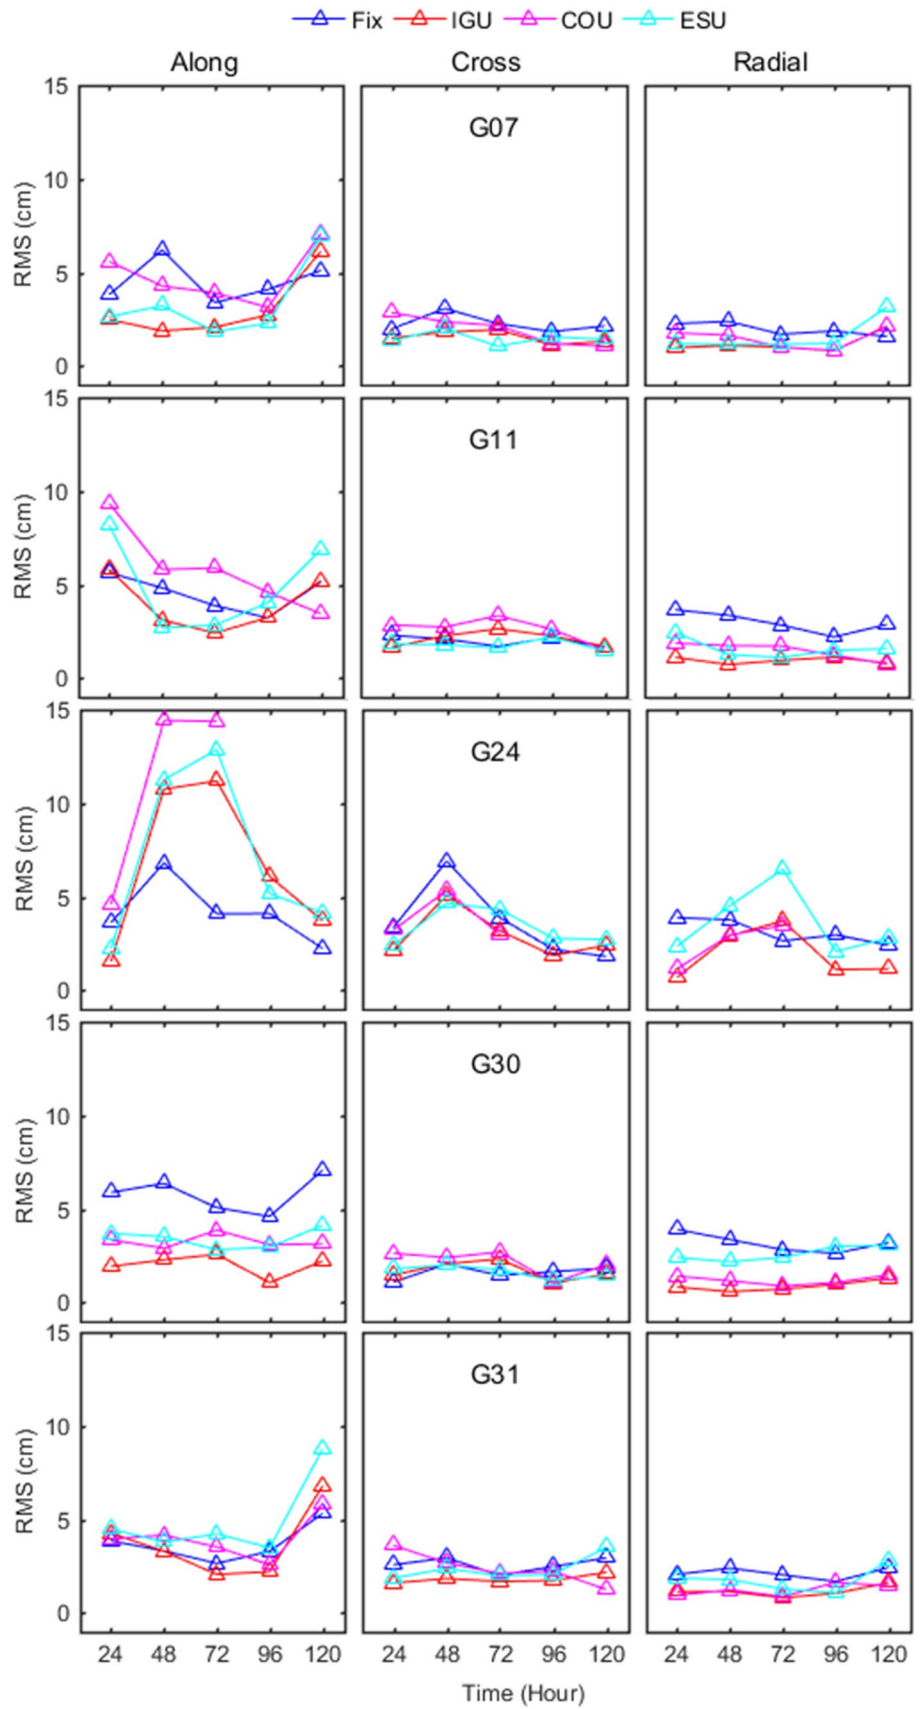 Fix IGU COU ESU
Along Cross Radial
15
10
5
0
RMS (cm)
G07
15
10
5
0
RMS (cm)
G11
15
10
5
0
RMS (cm)
G24
15
10
5
0
RMS (cm)
G30
15
10
5
0
RMS (cm)
G31
24 48 72 96 120 24 48 72 96 120 24 48 72 96 120
Time (Hour)